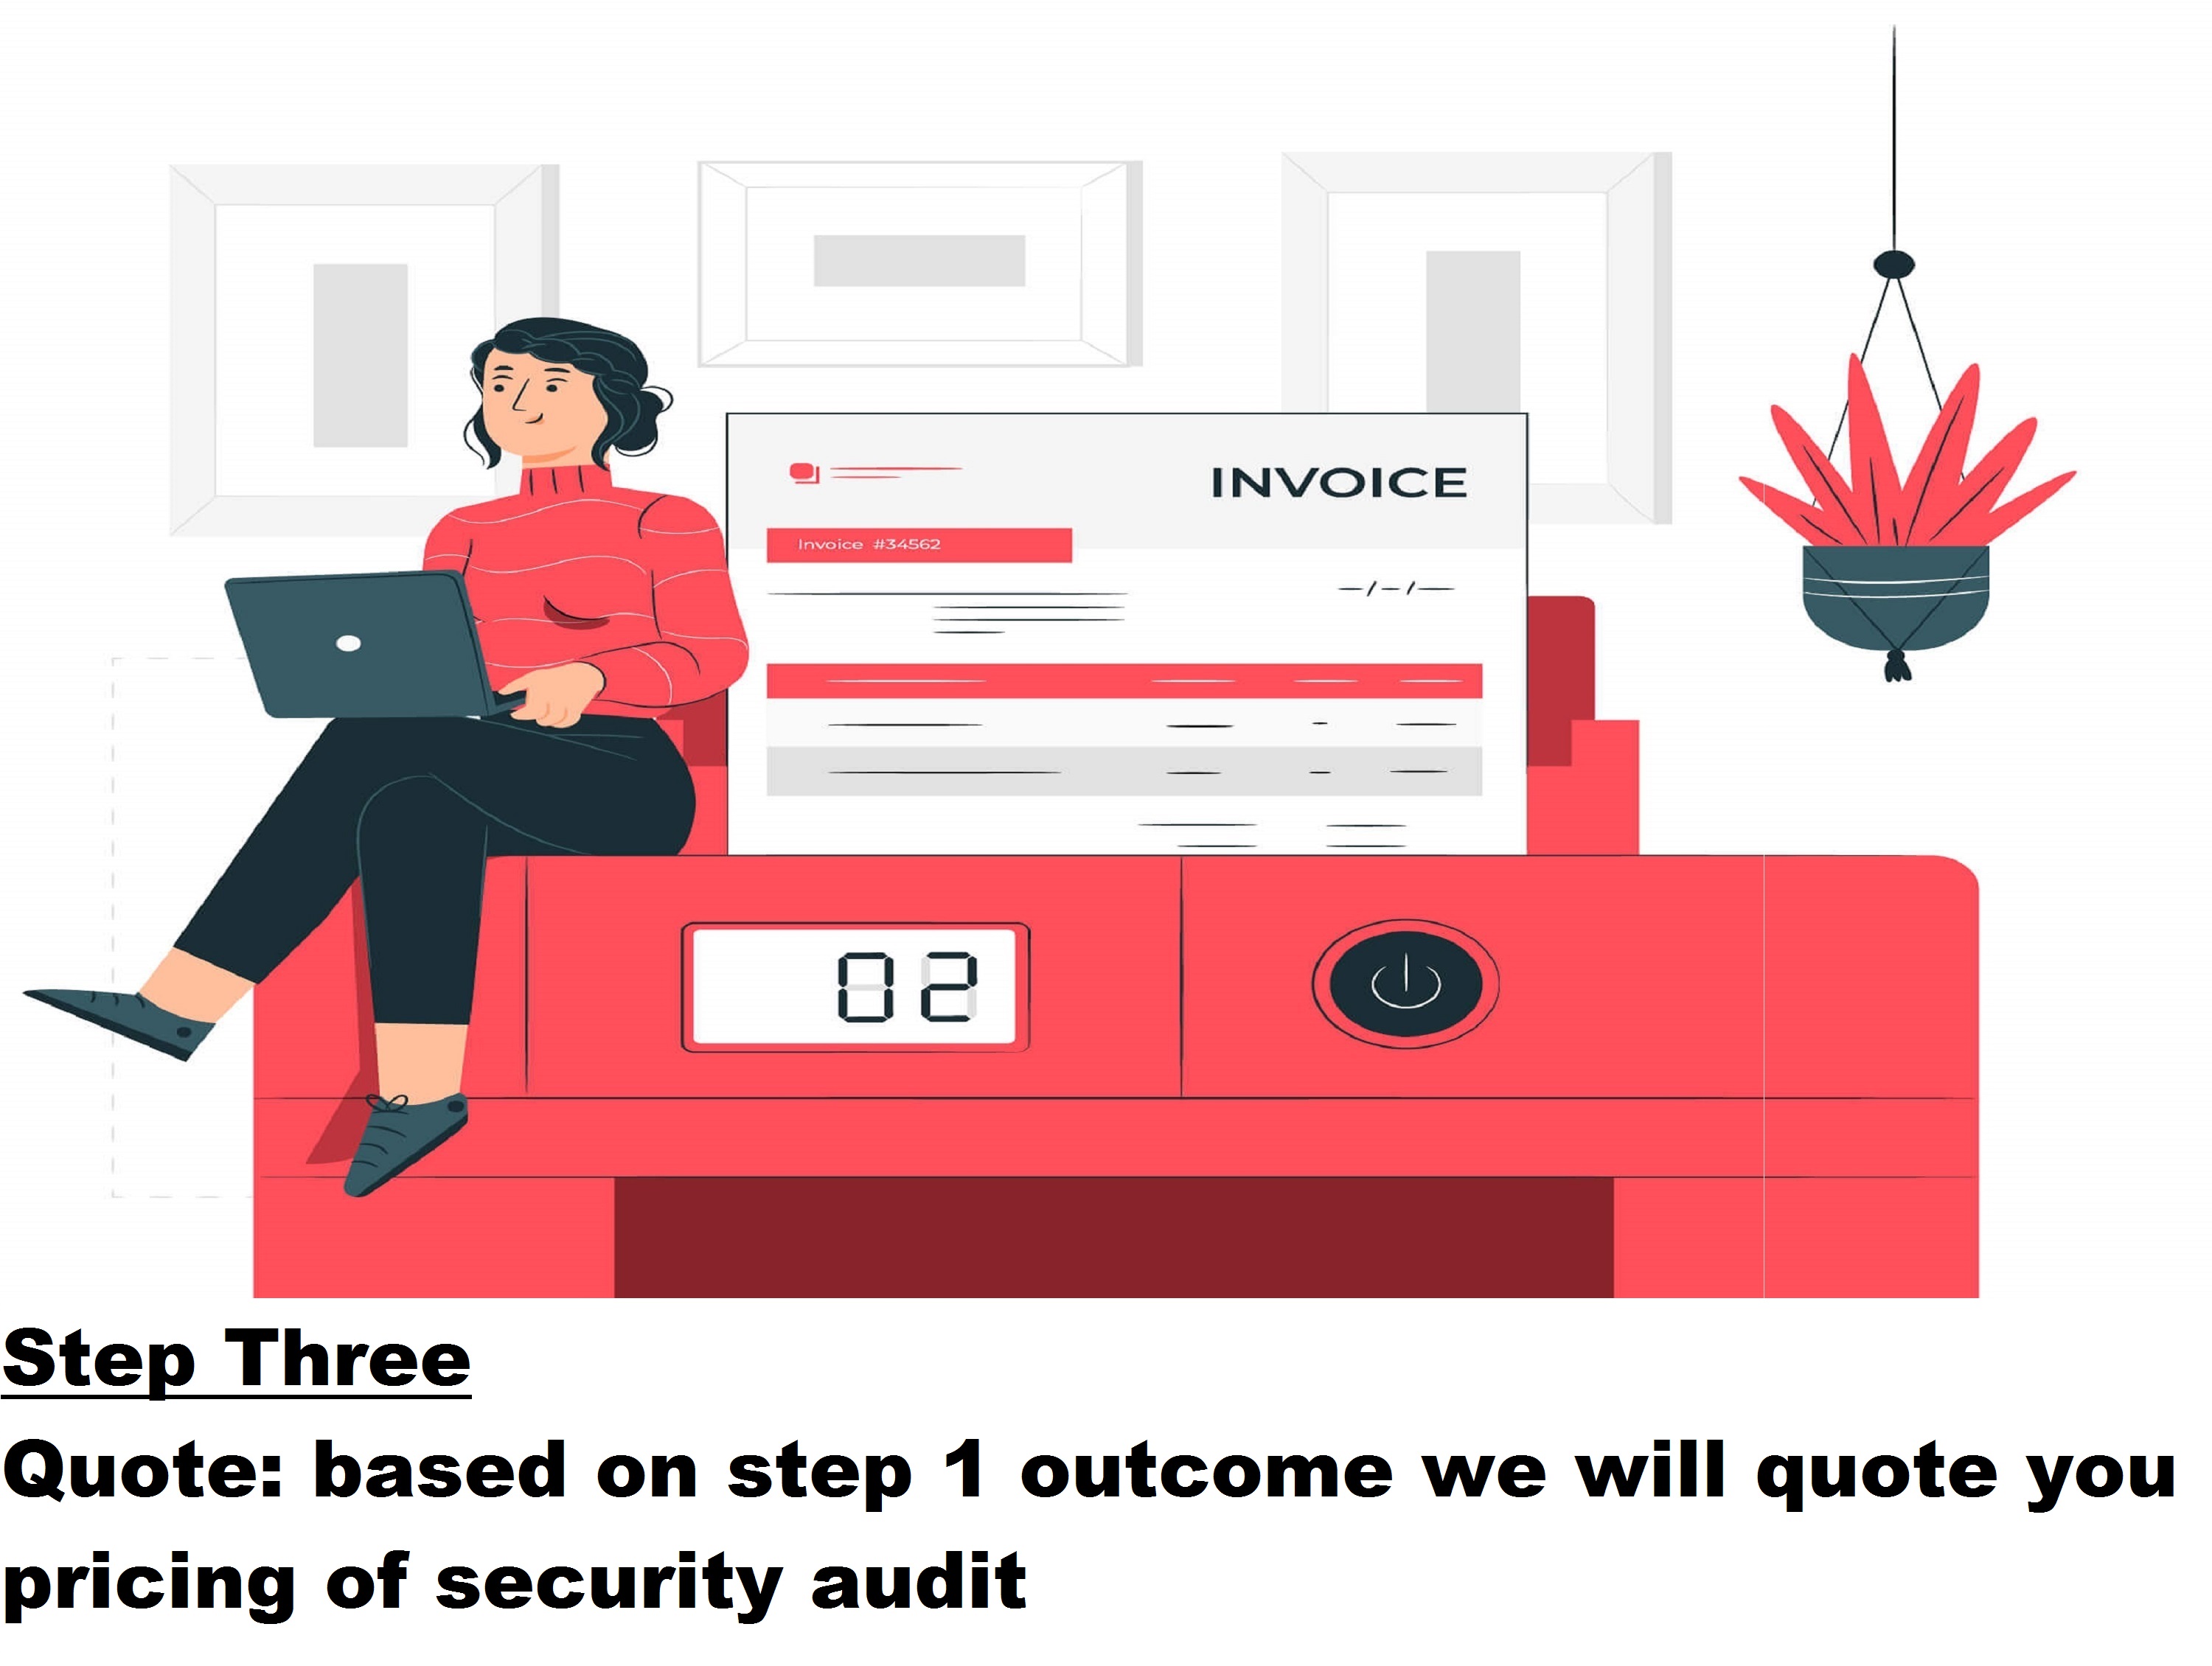 INVOICE
Invoice #34562
02
Step Three
Quote: based on step 1 outcome we will quote you
pricing of security audit